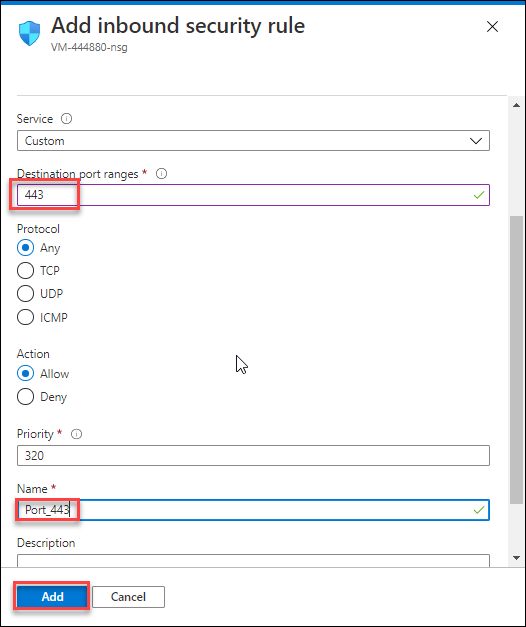 Add inbound security rule
VM-444880-nsg
Service
Custom
Destination port ranges *
443
Protocol
Any
TCP
UDP
ICMP
Action
Allow
Deny
Priority *
320
Name *
Port_443
Description
Add Cancel